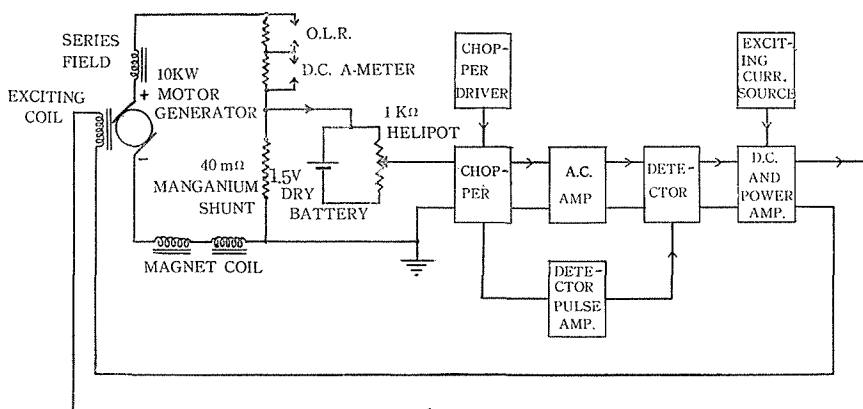 SERIES
FIELD
EXCITING
COIL
10KW
+ MOTOR
GENERATOR
−
O.L.R.
D.C. A-METER
1 KΩ
HELIPOT
40 mΩ
MANGANIUM
SHUNT
1.5V
DRY
BATTERY
MAGNET COIL
CHOP-
PER
DRIVER
CHOP-
PER
A.C.
AMP
DETE-
CTOR
DETE-
CTOR
PULSE
AMP.
EXCIT-
ING
CURR.
SOURCE
D.C.
AND
POWER
AMP.